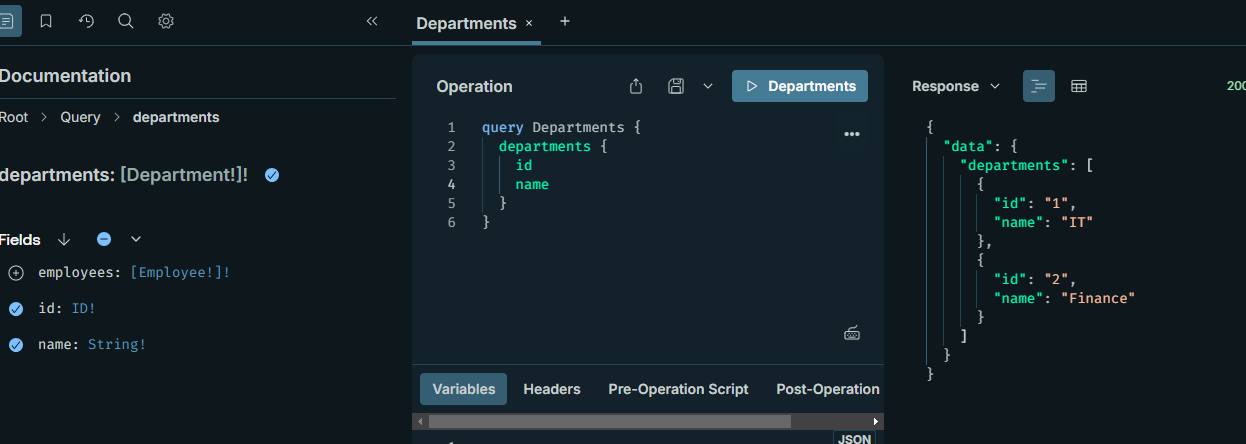 Departments × +
Documentation
Root > Query > departments
departments: [Department!]!
Fields
employees: [Employee!]!
id: ID!
name: String!
Operation
Departments
1 query Departments {
2 departments {
3 id
4 name
5 }
6 }
Variables Headers Pre-Operation Script Post-Operation
JSON
Response
200
{
"data": {
"departments": [
{
"id": "1",
"name": "IT"
},
{
"id": "2",
"name": "Finance"
}
]
}
}